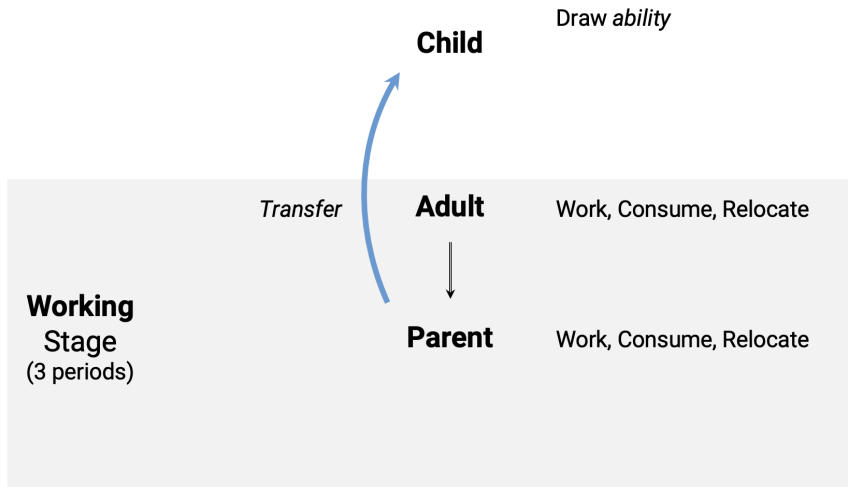 Draw ability
Child
Transfer
Adult
Work, Consume, Relocate
Working
Stage
(3 periods)
Parent
Work, Consume, Relocate